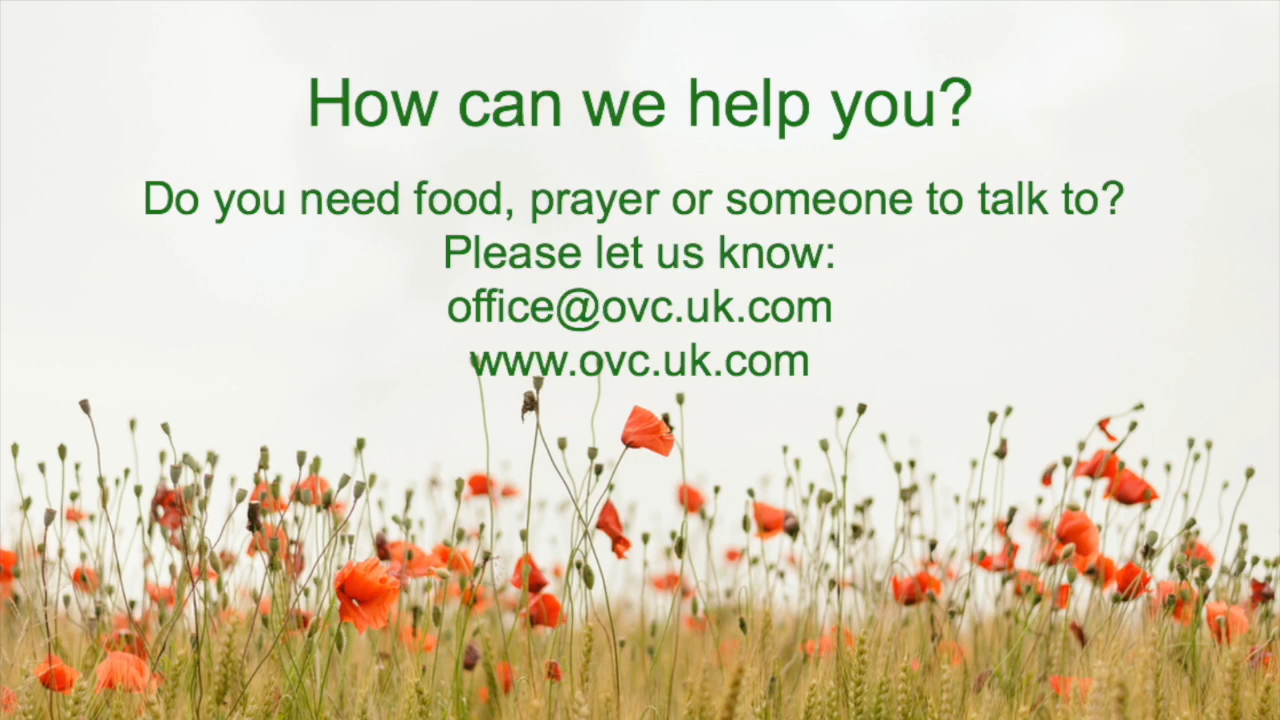 How can we help you?
Do you need food, prayer or someone to talk to?
Please let us know:
office@ovc.uk.com
www.ovc.uk.com